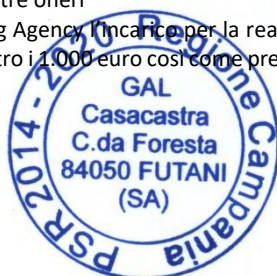 tre oneri
g Agency l'incarico per la rea
tro i 1.000 euro così come pre
PSR 2014 - 2020 Regione Campania
GAL
Casacastra
C.da Foresta
84050 FUTANI
(SA)